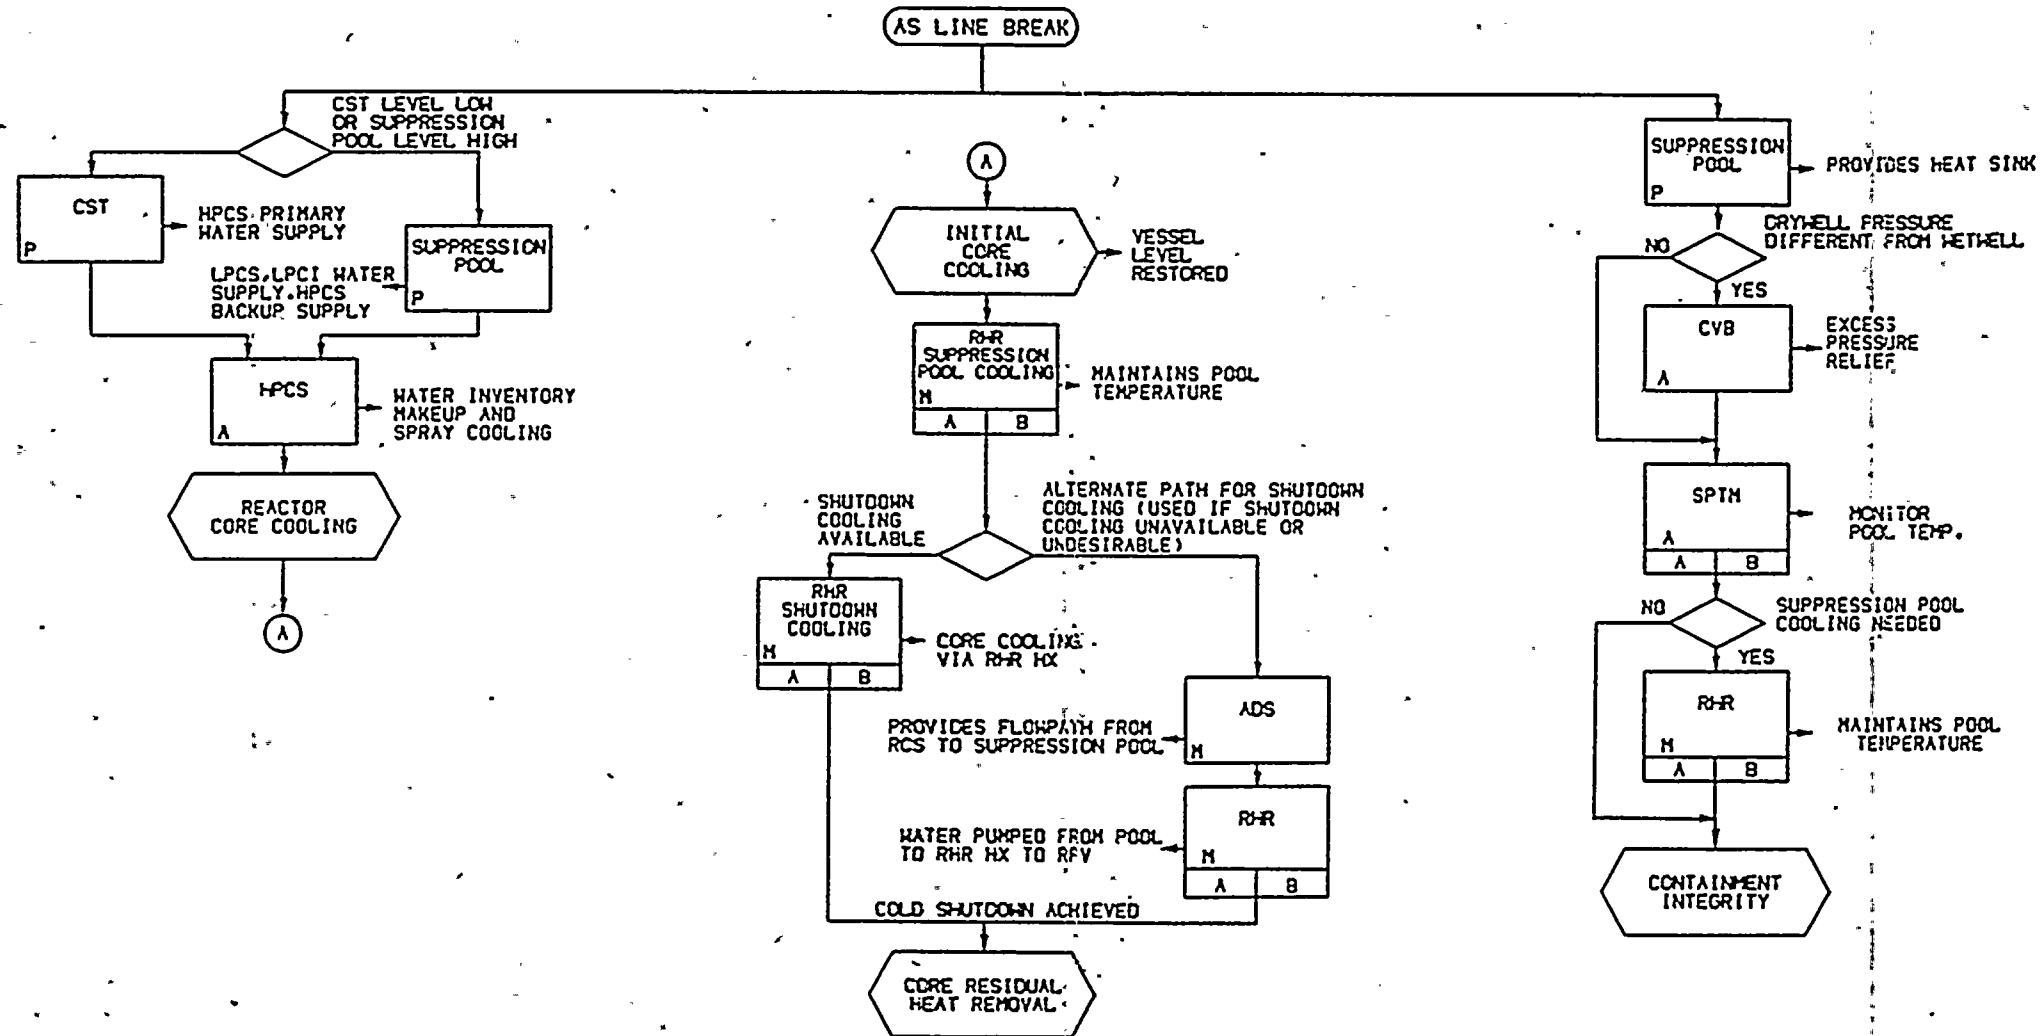 AS LINE BREAK
CST LEVEL LOW
OR SUPPRESSION
POOL LEVEL HIGH
CST
P
HPCS PRIMARY
WATER SUPPLY
SUPPRESSION
POOL
P
LPCS, LPCI WATER
SUPPLY, HPCS
BACKUP SUPPLY
HPCS
A
WATER INVENTORY
MAKEUP AND
SPRAY COOLING
REACTOR
CORE COOLING
A
A
INITIAL
CORE
COOLING
VESSEL
LEVEL
RESTORED
RHR
SUPPRESSION
POOL COOLING
M
A B
MAINTAINS POOL
TEMPERATURE
SHUTDOWN
COOLING
AVAILABLE
ALTERNATE PATH FOR SHUTDOWN
COOLING (USED IF SHUTDOWN
COOLING UNAVAILABLE OR
UNDESIRABLE)
RHR
SHUTDOWN
COOLING
M
A B
CORE COOLING
VIA RHR HX
ADS
M
PROVIDES FLOWPATH FROM
RCS TO SUPPRESSION POOL
RHR
M
A B
WATER PUMPED FROM POOL
TO RHR HX TO RPV
COLD SHUTDOWN ACHIEVED
CORE RESIDUAL
HEAT REMOVAL
SUPPRESSION
POOL
P
PROVIDES HEAT SINK
DRYWELL PRESSURE
DIFFERENT FROM WETWELL
NO
YES
CVB
A
EXCESS
PRESSURE
RELIEF
SPTM
A
A B
MONITOR
POOL TEMP.
NO
SUPPRESSION POOL
COOLING NEEDED
YES
RHR
M
A B
MAINTAINS POOL
TEMPERATURE
CONTAINMENT
INTEGRITY